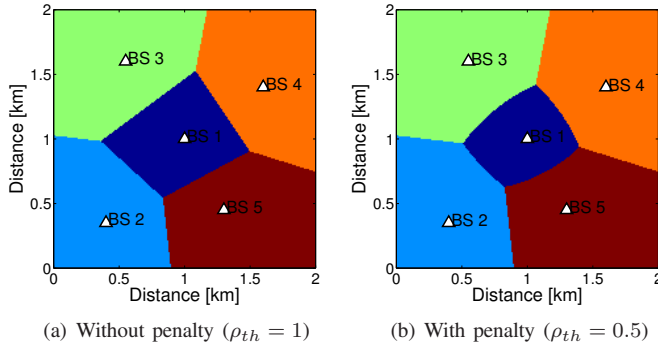 2
1.5
1
0.5
0
Distance [km]
BS 3
BS 4
BS 1
BS 2
BS 5
0 0.5 1 1.5 2
Distance [km]
(a) Without penalty (ρ_th = 1)
2
1.5
1
0.5
0
Distance [km]
BS 3
BS 4
BS 1
BS 2
BS 5
0 0.5 1 1.5 2
Distance [km]
(b) With penalty (ρ_th = 0.5)